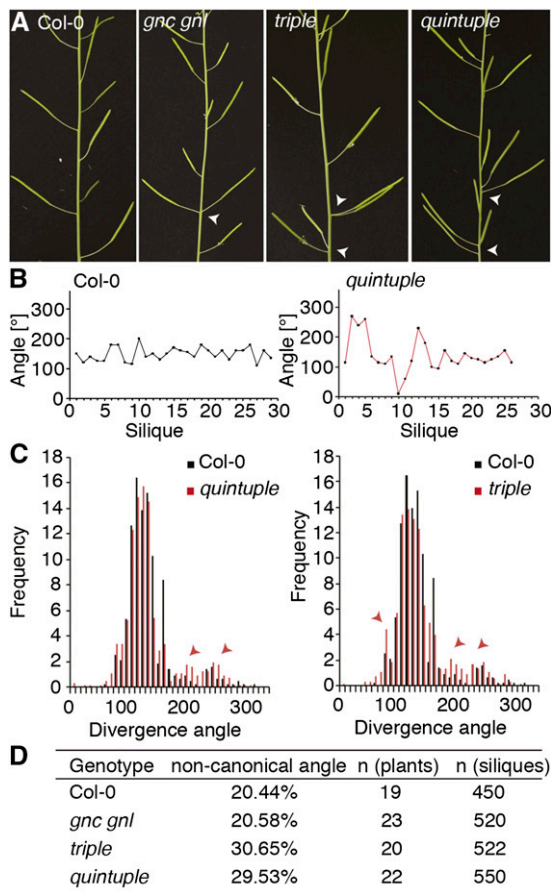 A Col-0 gnc gnl triple quintuple
B Col-0 quintuple
Angle [°]
300
200
100
0
0 5 10 15 20 25 30
Silique
Angle [°]
300
200
100
0
0 5 10 15 20 25 30
Silique
C
Col-0
quintuple
Frequency
18
16
14
12
10
8
6
4
2
0
0 100 200 300
Divergence angle
Col-0
triple
Frequency
18
16
14
12
10
8
6
4
2
0
0 100 200 300
Divergence angle
D
Genotype non-canonical angle n (plants) n (siliques)
Col-0 20.44% 19 450
gnc gnl 20.58% 23 520
triple 30.65% 20 522
quintuple 29.53% 22 550